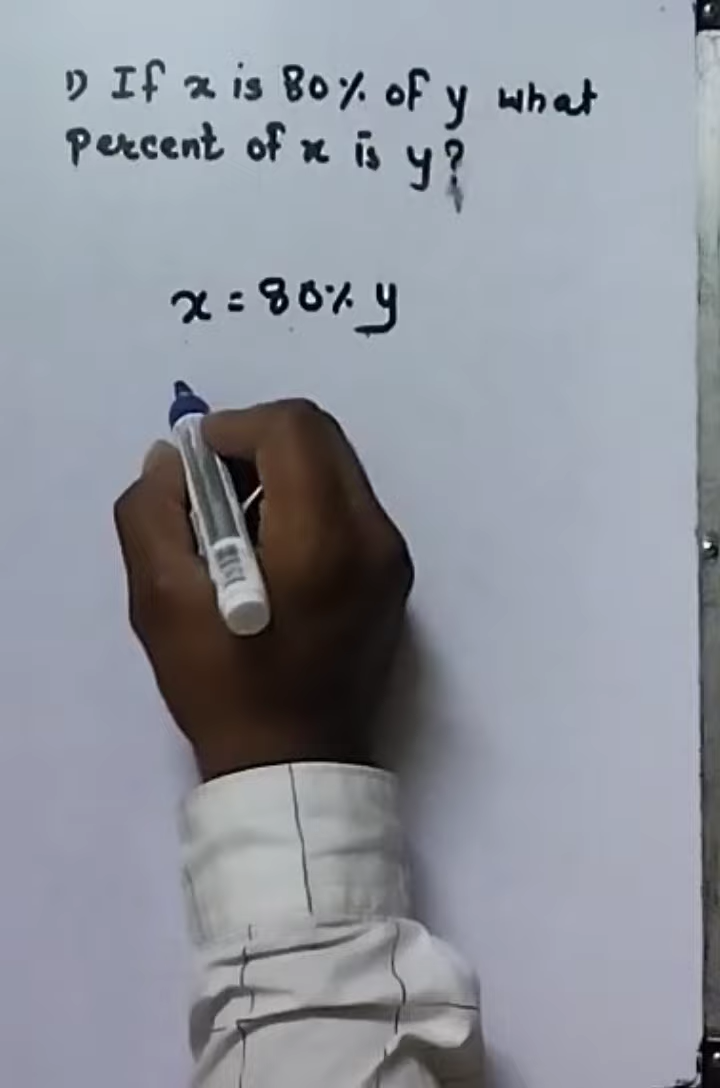 1) If x is 80% of y what
percent of x is y?
x = 80% y